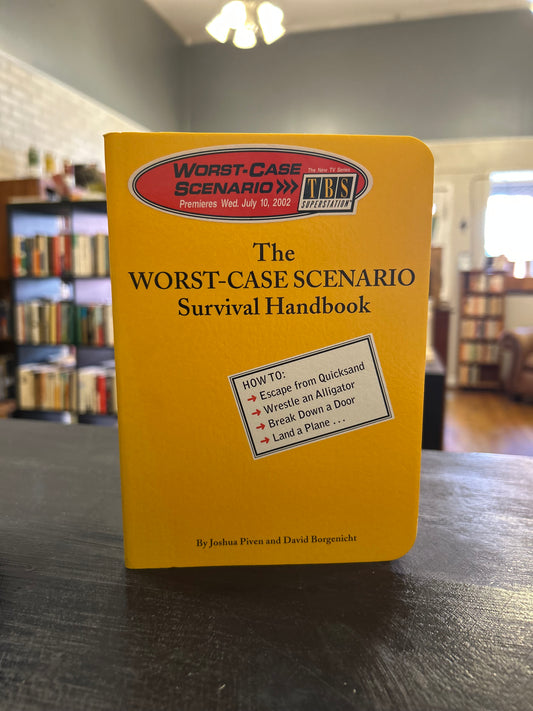 WORST-CASE
SCENARIO >>>
Premieres Wed. July 10, 2002
The New TV Series
TBS
SUPERSTATION™
The
WORST-CASE SCENARIO
Survival Handbook
HOW TO:
→ Escape from Quicksand
→ Wrestle an Alligator
→ Break Down a Door
→ Land a Plane . . .
By Joshua Piven and David Borgenicht